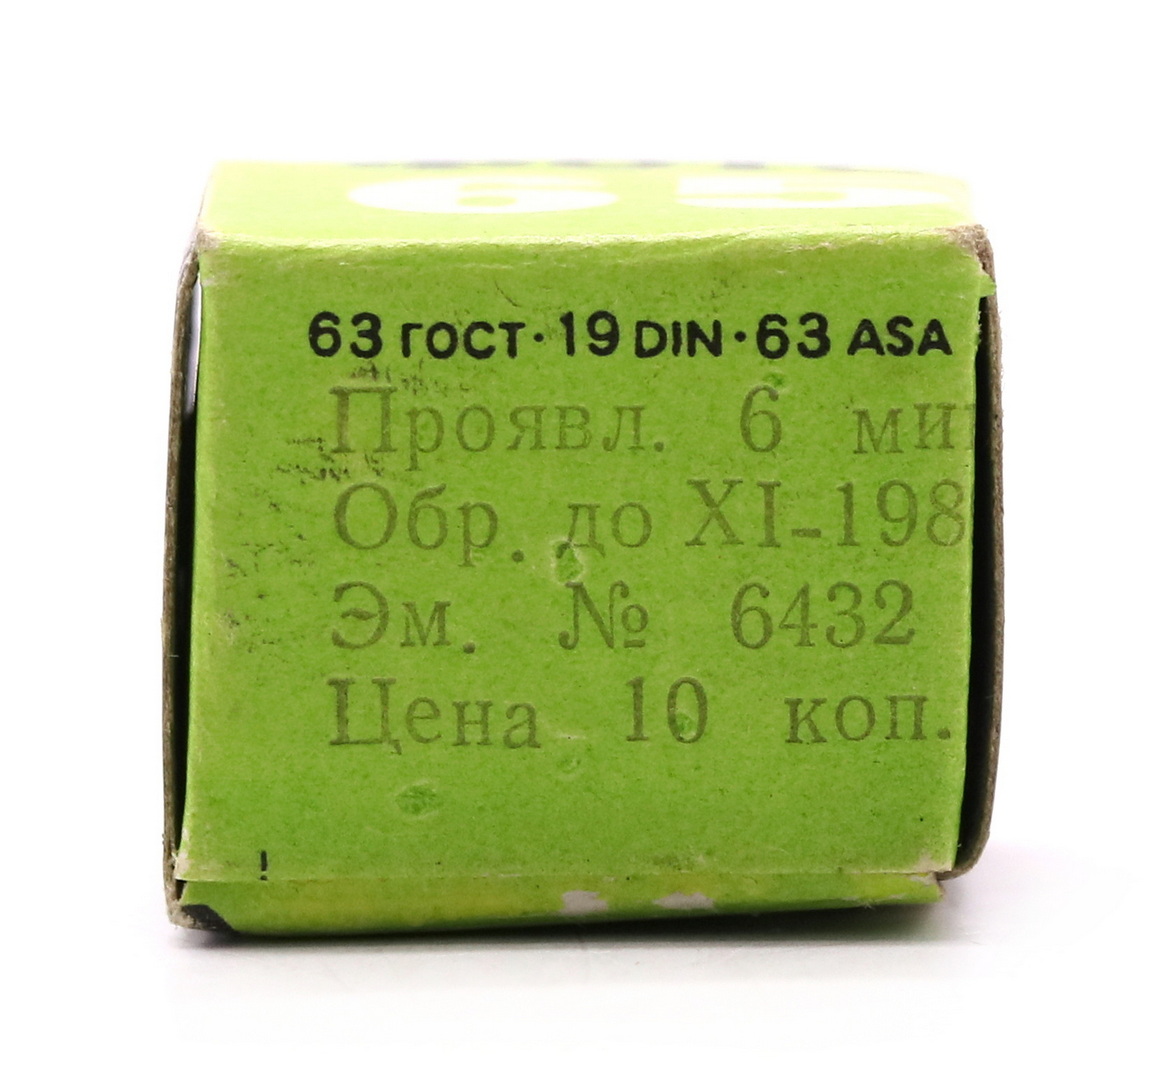 63 ГОСТ · 19 DIN · 63 ASA
Проявл. 6 ми
Обр. до XI-198
Эм. № 6432
Цена 10 коп.